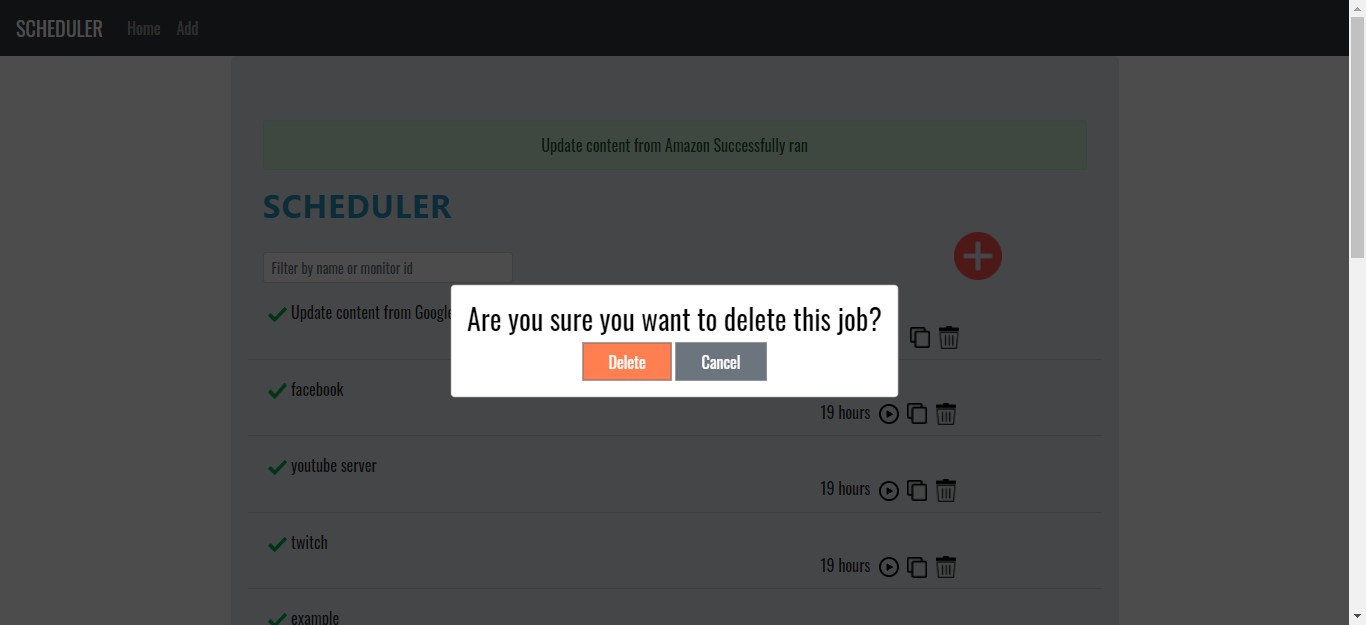 SCHEDULER Home Add
Update content from Amazon Successfully ran
SCHEDULER
Filter by name or monitor id
Update content from Google
Are you sure you want to delete this job?
Delete Cancel
facebook
19 hours
youtube server
19 hours
twitch
19 hours
example